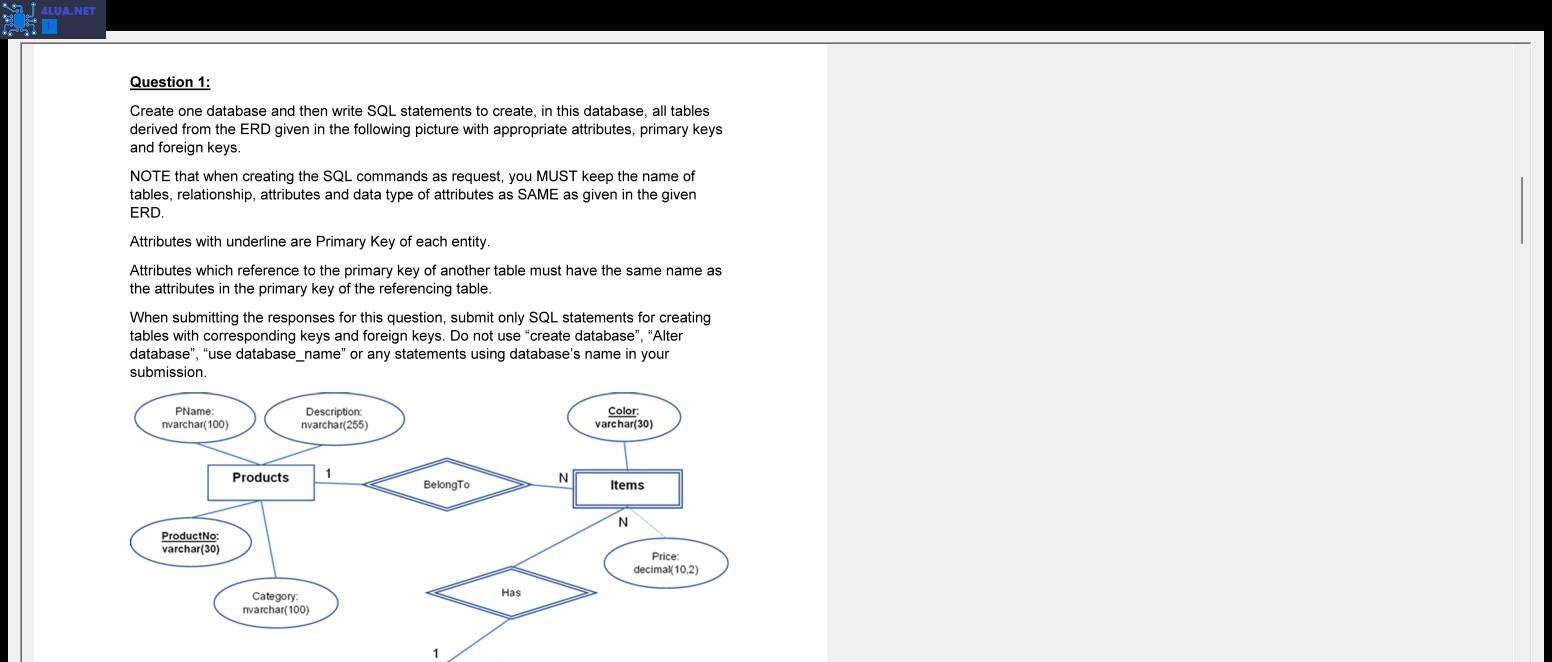 4LUA.NET
1
Question 1:
Create one database and then write SQL statements to create, in this database, all tables
derived from the ERD given in the following picture with appropriate attributes, primary keys
and foreign keys.
NOTE that when creating the SQL commands as request, you MUST keep the name of
tables, relationship, attributes and data type of attributes as SAME as given in the given
ERD.
Attributes with underline are Primary Key of each entity.
Attributes which reference to the primary key of another table must have the same name as
the attributes in the primary key of the referencing table.
When submitting the responses for this question, submit only SQL statements for creating
tables with corresponding keys and foreign keys. Do not use “create database”, “Alter
database”, “use database_name” or any statements using database’s name in your
submission.
PName:
nvarchar(100)
Description:
nvarchar(255)
Color:
varchar(30)
Products
1
BelongTo
N
Items
N
ProductNo:
varchar(30)
Price:
decimal(10,2)
Category:
nvarchar(100)
Has
1